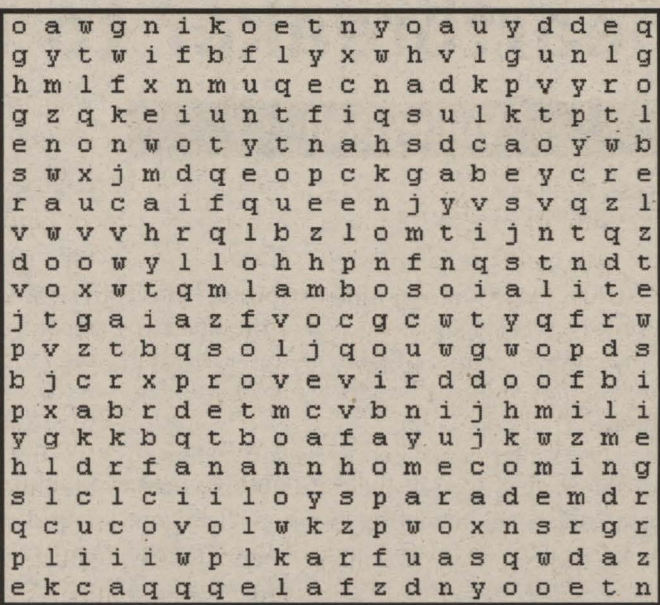 o a w g n i k o e t n y o a u y d d e q
g y t w i f b f l y x w h v l g u n l g
h m l f x n m u q e c n a d k p v y r o
g z q k e i u n t f i q s u l k t p t l
e n o n w o t y t n a h s d c a o y w b
s w x j m d q e o p c k g a b e y c r e
r a u c a i f q u e e n j y v s v q z l
v w v v h r q l b z l o m t i j n t q z
d o o w y l l o h h p n f n q s t n d t
v o x w t q m l a m b o s o i a l i t e
j t g a i a z f v o c g c w t y q f r w
p v z t b q s o l j q o u w g w o p d s
b j c r x p r o v e v i r d d o o f b i
p x a b r d e t m c v b n i j h m i l i
y g k k b q t b o a f a y u j k w z m e
h l d r f a n a n n h o m e c o m i n g
s l c l c i i l o y s p a r a d e m d r
q c u c o v o l w k z p w o x n s r g r
p l i i i w p l k a r f u a s q w d a z
e k c a q q q e l a f z d n y o o e t n